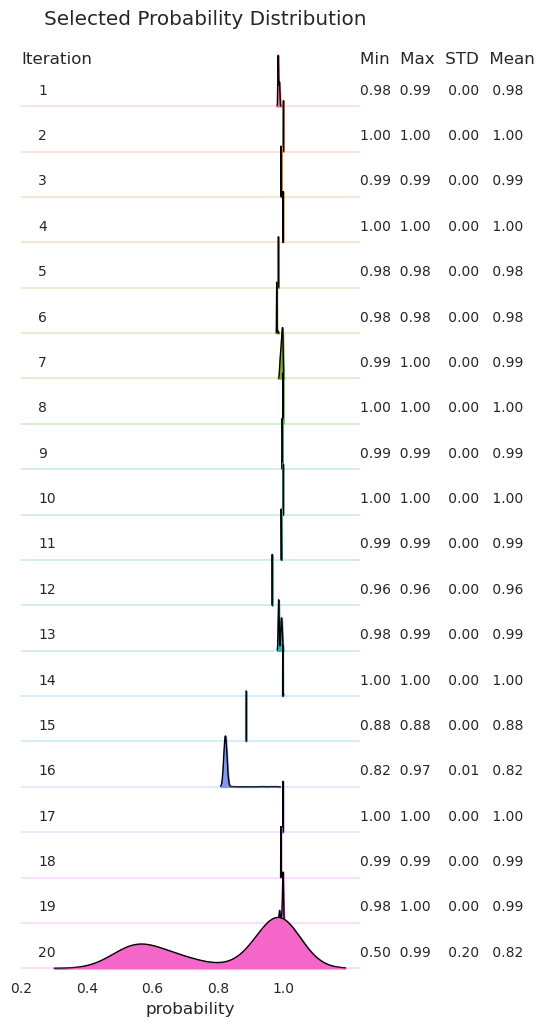 Selected Probability Distribution
Iteration Min Max STD Mean
1 0.98 0.99 0.00 0.98
2 1.00 1.00 0.00 1.00
3 0.99 0.99 0.00 0.99
4 1.00 1.00 0.00 1.00
5 0.98 0.98 0.00 0.98
6 0.98 0.98 0.00 0.98
7 0.99 1.00 0.00 0.99
8 1.00 1.00 0.00 1.00
9 0.99 0.99 0.00 0.99
10 1.00 1.00 0.00 1.00
11 0.99 0.99 0.00 0.99
12 0.96 0.96 0.00 0.96
13 0.98 0.99 0.00 0.99
14 1.00 1.00 0.00 1.00
15 0.88 0.88 0.00 0.88
16 0.82 0.97 0.01 0.82
17 1.00 1.00 0.00 1.00
18 0.99 0.99 0.00 0.99
19 0.98 1.00 0.00 0.99
20 0.50 0.99 0.20 0.82
0.2 0.4 0.6 0.8 1.0
probability